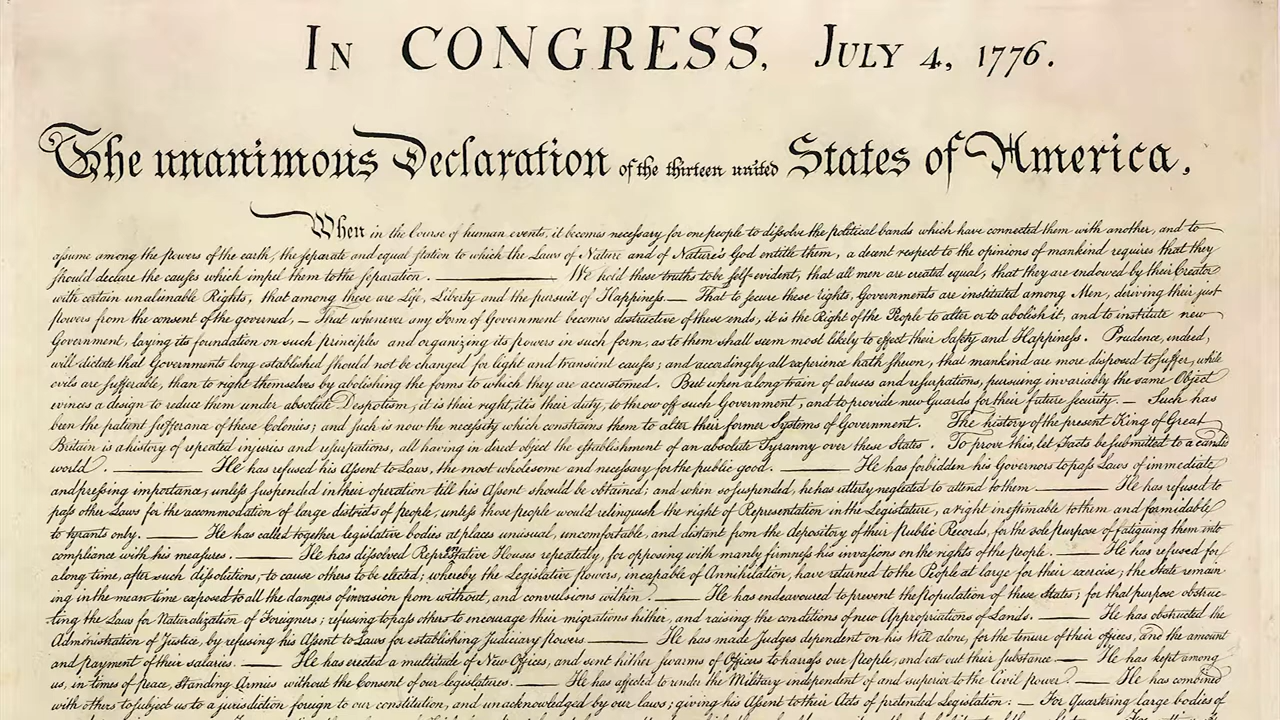 In CONGRESS, July 4, 1776.
The unanimous Declaration of the thirteen united States of America,
When in the Course of human events, it becomes necessary for one people to dissolve the political bands which have connected them with another, and to
assume among the powers of the earth, the separate and equal station to which the Laws of Nature and of Nature's God entitle them, a decent respect to the opinions of mankind requires that they
should declare the causes which impel them to the separation. — We hold these truths to be self-evident, that all men are created equal, that they are endowed by their Creator
with certain unalienable Rights, that among these are Life, Liberty and the pursuit of Happiness. — That to secure these rights, Governments are instituted among Men, deriving their just
powers from the consent of the governed, — That whenever any Form of Government becomes destructive of these ends, it is the Right of the People to alter or to abolish it, and to institute new
Government, laying its foundation on such principles and organizing its powers in such form, as to them shall seem most likely to effect their Safety and Happiness. Prudence, indeed,
will dictate that Governments long established should not be changed for light and transient causes; and accordingly all experience hath shewn, that mankind are more disposed to suffer, while
evils are sufferable, than to right themselves by abolishing the forms to which they are accustomed. But when a long train of abuses and usurpations, pursuing invariably the same Object
evinces a design to reduce them under absolute Despotism, it is their right, it is their duty, to throw off such Government, and to provide new Guards for their future security. — Such has
been the patient sufferance of these Colonies; and such is now the necessity which constrains them to alter their former Systems of Government. The history of the present King of Great
Britain is a history of repeated injuries and usurpations, all having in direct object the establishment of an absolute Tyranny over these States. To prove this, let Facts be submitted to a candid
world. — He has refused his Assent to Laws, the most wholesome and necessary for the public good. — He has forbidden his Governors to pass Laws of immediate
and pressing importance, unless suspended in their operation till his Assent should be obtained; and when so suspended, he has utterly neglected to attend to them. — He has refused to
pass other Laws for the accommodation of large districts of people, unless those people would relinquish the right of Representation in the Legislature, a right inestimable to them and formidable
to tyrants only. — He has called together legislative bodies at places unusual, uncomfortable, and distant from the depository of their Public Records, for the sole purpose of fatiguing them into
compliance with his measures. — He has dissolved Representative Houses repeatedly, for opposing with manly firmness his invasions on the rights of the people. — He has refused for
a long time, after such dissolutions, to cause others to be elected; whereby the Legislative powers, incapable of Annihilation, have returned to the People at large for their exercise; the State remain
ing in the mean time exposed to all the dangers of invasion from without, and convulsions within. — He has endeavoured to prevent the population of these States; for that purpose obstruc-
ting the Laws for Naturalization of Foreigners; refusing to pass others to encourage their migrations hither, and raising the conditions of new Appropriations of Lands. — He has obstructed the
Administration of Justice, by refusing his Assent to Laws for establishing Judiciary powers — He has made Judges dependent on his Will alone, for the tenure of their offices, and the amount
and payment of their salaries. — He has erected a multitude of New Offices, and sent hither swarms of Officers to harass our People, and eat out their substance. — He has kept among
us, in times of peace, Standing Armies without the Consent of our legislatures. — He has affected to render the Military independent of and superior to the Civil power. — He has combined
with others to subject us to a jurisdiction foreign to our constitution, and unacknowledged by our laws; giving his Assent to their Acts of pretended Legislation: — For Quartering large bodies of